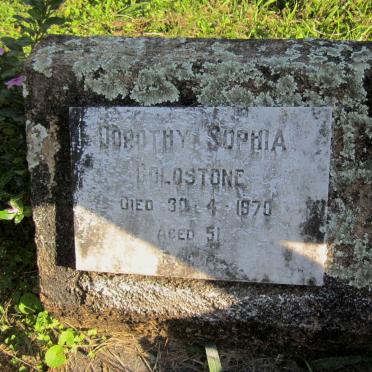 DOROTHY SOPHIA
GOLDSTONE
DIED 30-4-1970
AGED 51